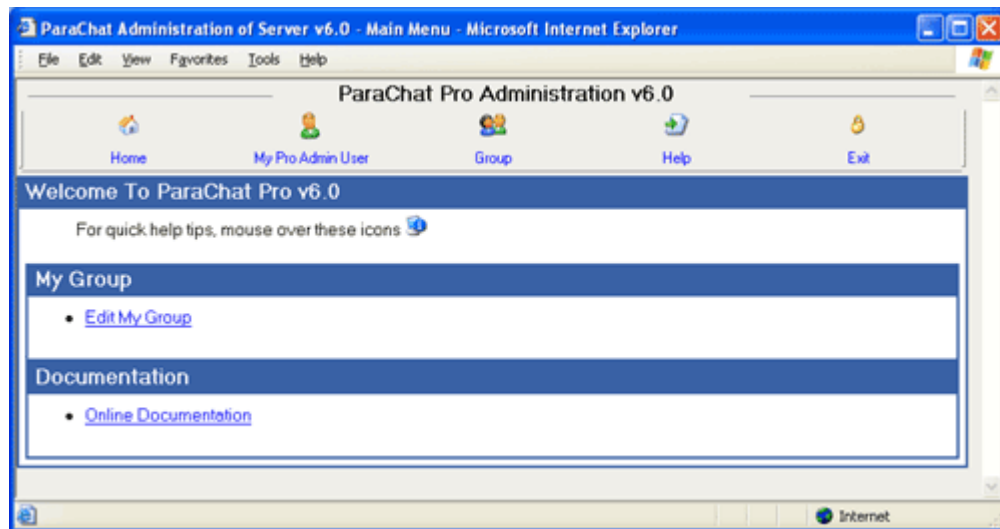 ParaChat Administration of Server v6.0 - Main Menu - Microsoft Internet Explorer
File Edit View Favorites Tools Help
ParaChat Pro Administration v6.0
Home My Pro Admin User Group Help Exit
Welcome To ParaChat Pro v6.0
For quick help tips, mouse over these icons
My Group
• Edit My Group
Documentation
• Online Documentation
Internet